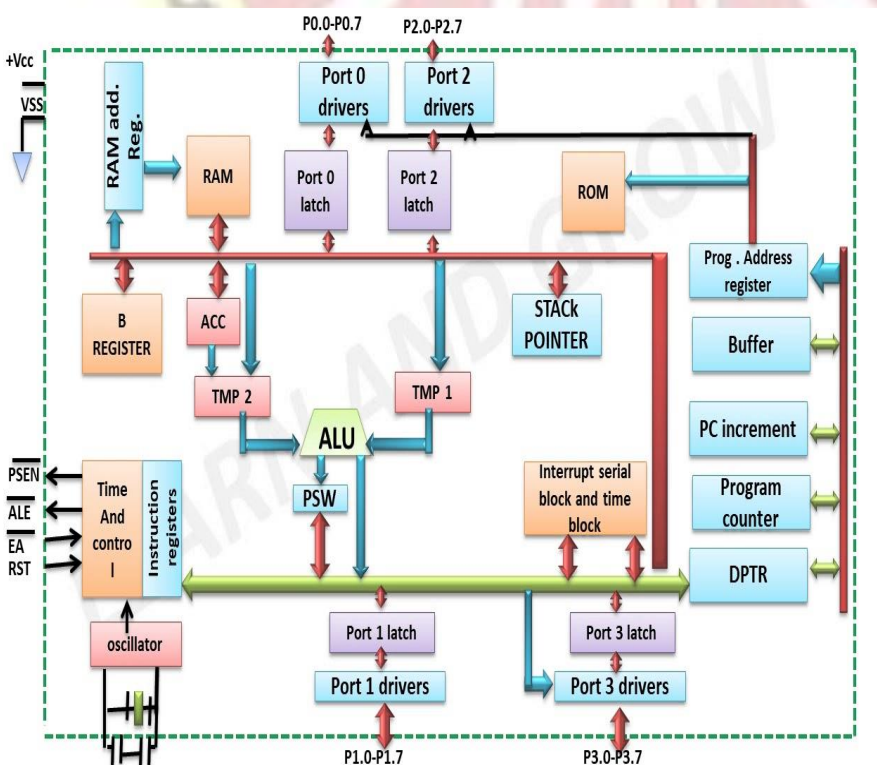 P0.0-P0.7
P2.0-P2.7
+Vcc
VSS
RAM add.
Reg.
RAM
Port 0
drivers
Port 2
drivers
Port 0
latch
Port 2
latch
ROM
Prog . Address
register
B
REGISTER
ACC
STACk
POINTER
Buffer
TMP 2
TMP 1
ALU
PC increment
PSEN
ALE
EA
RST
Time
And
contro
l
Instruction
registers
PSW
Interrupt serial
block and time
block
Program
counter
DPTR
oscillator
Port 1 latch
Port 3 latch
Port 1 drivers
Port 3 drivers
P1.0-P1.7
P3.0-P3.7
LEARN AND GROW